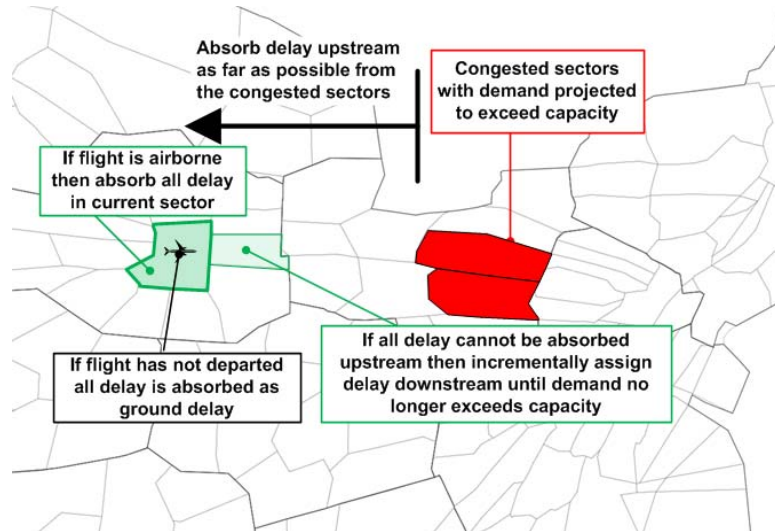 Absorb delay upstream
as far as possible from
the congested sectors
Congested sectors
with demand projected
to exceed capacity
If flight is airborne
then absorb all delay
in current sector
If flight has not departed
all delay is absorbed as
ground delay
If all delay cannot be absorbed
upstream then incrementally assign
delay downstream until demand no
longer exceeds capacity